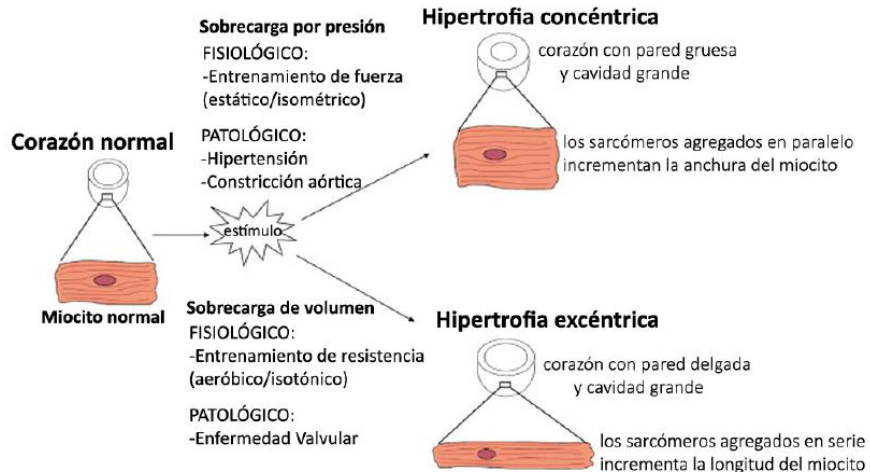 Sobrecarga por presión
FISIOLÓGICO:
-Entrenamiento de fuerza
(estático/isométrico)
PATOLÓGICO:
-Hipertensión
-Constricción aórtica
Hipertrofia concéntrica
corazón con pared gruesa
y cavidad grande
los sarcómeros agregados en paralelo
incrementan la anchura del miocito
Corazón normal
Miocito normal
estímulo
Sobrecarga de volumen
FISIOLÓGICO:
-Entrenamiento de resistencia
(aeróbico/isotónico)
PATOLÓGICO:
-Enfermedad Valvular
Hipertrofia excéntrica
corazón con pared delgada
y cavidad grande
los sarcómeros agregados en serie
incrementa la longitud del miocito